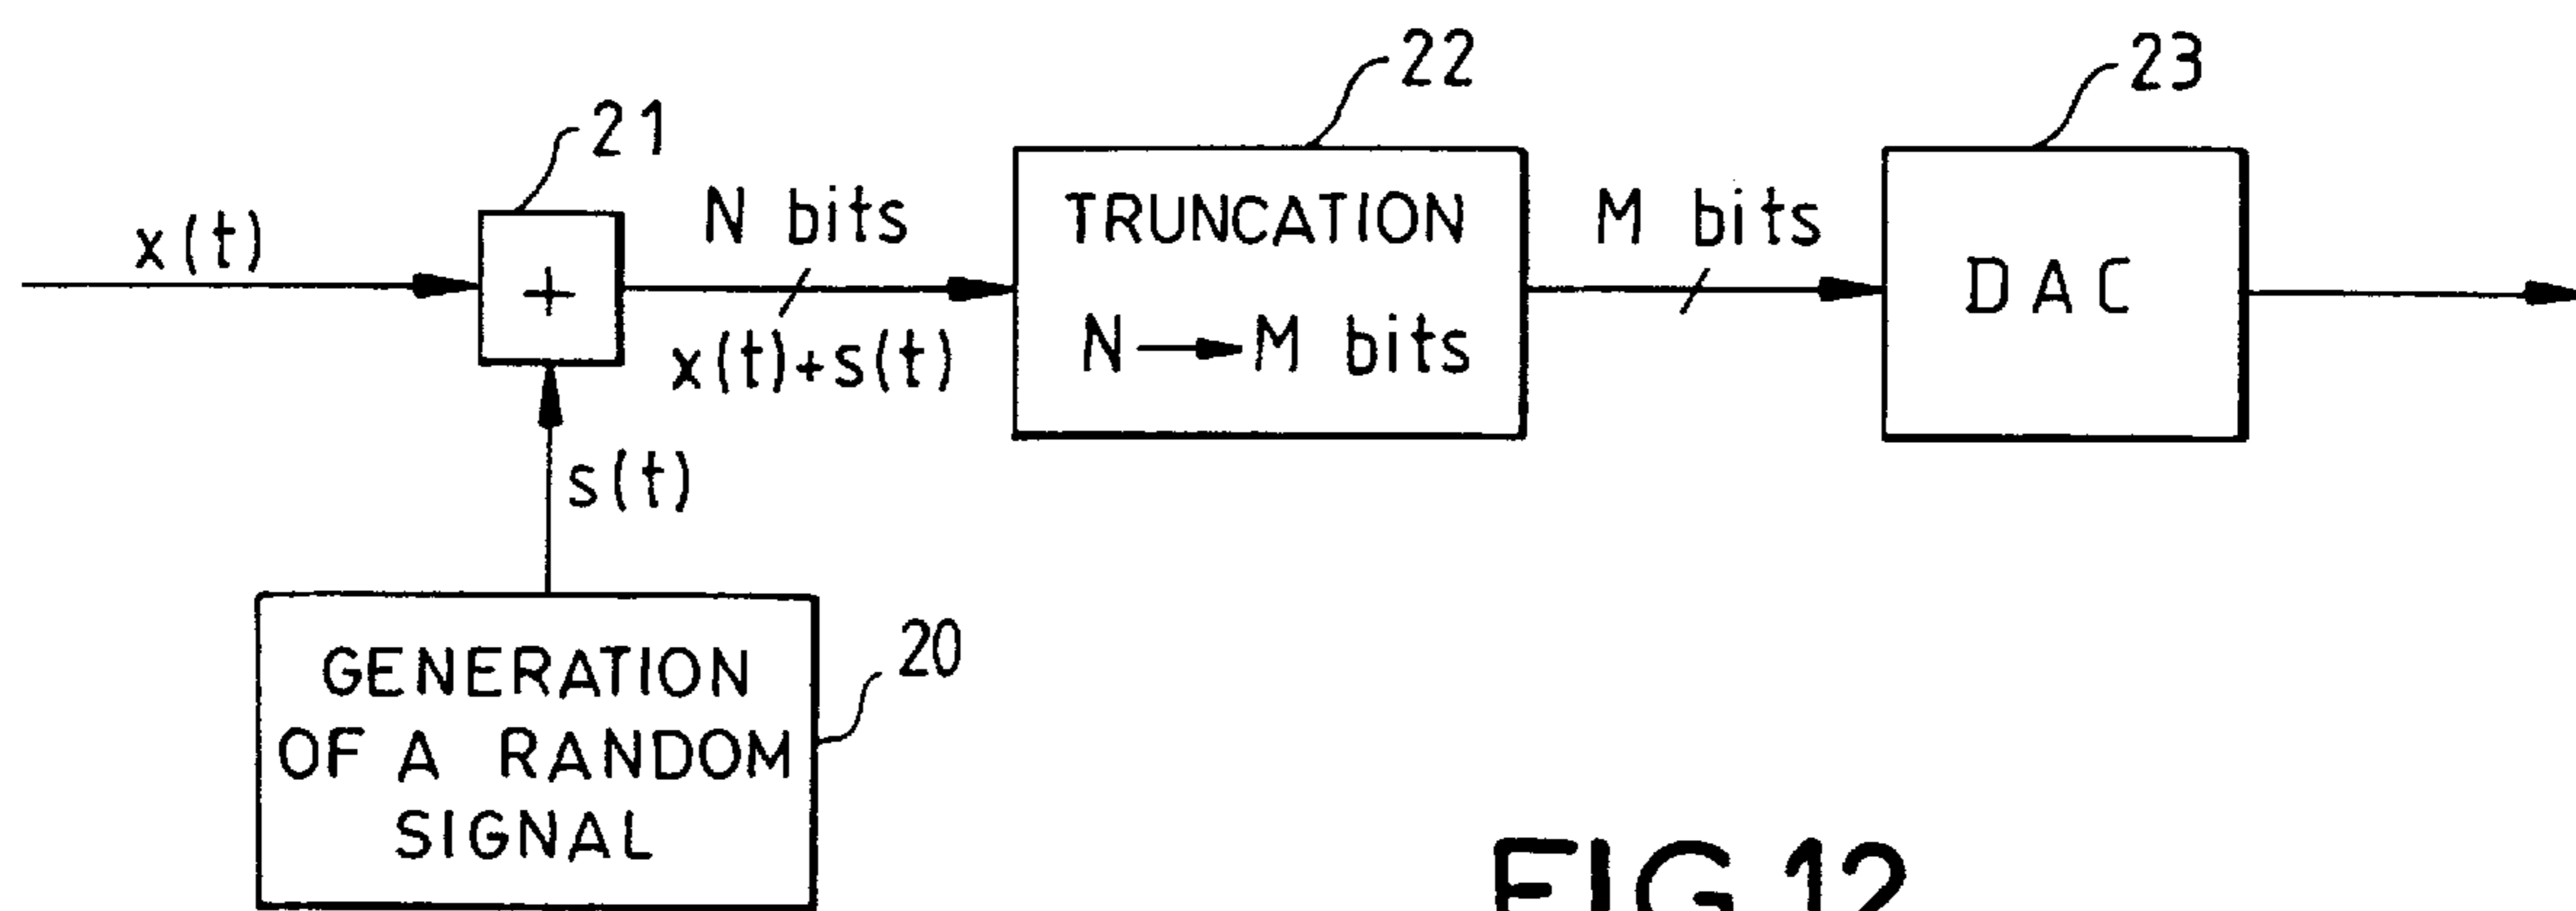 22
23
21
N bits
TRUNCATION
M bits
x(t)
DAC
+
N→M bits
x(t)+s(t)
s(t)
20
GENERATION
OF A RANDOM
SIGNAL
FIG.12